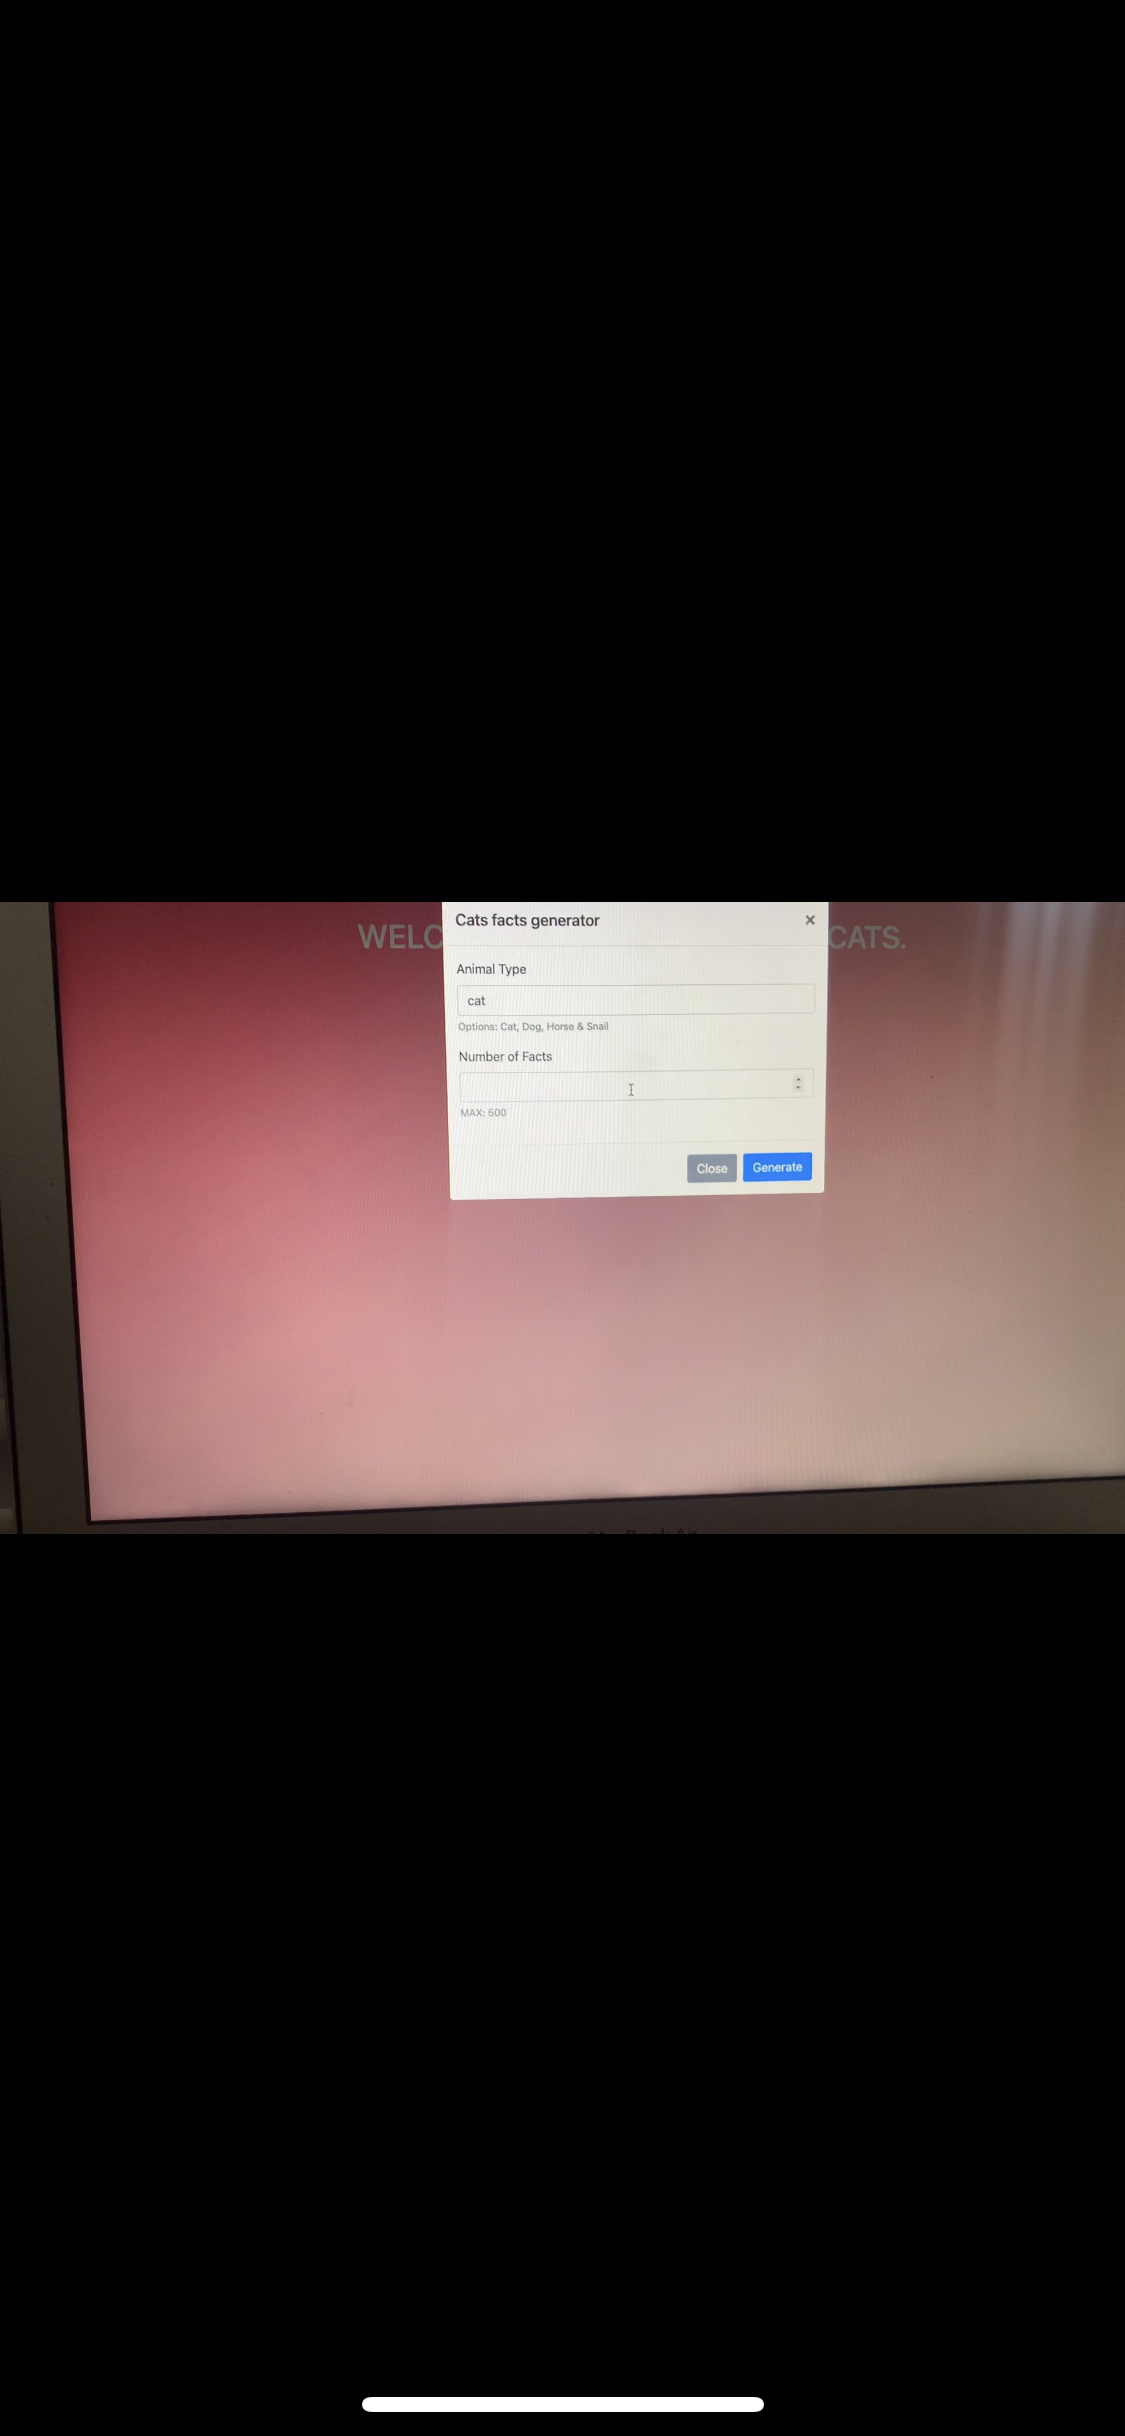 Cats facts generator ×
WELC CATS.
Animal Type
cat
Options: Cat, Dog, Horse & Snail
Number of Facts
MAX: 500
Close Generate